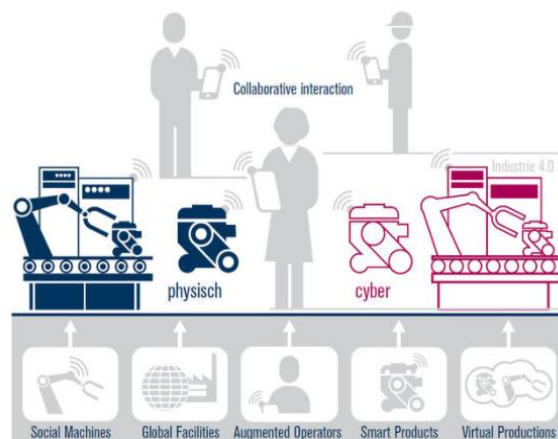 Collaborative interaction
Industrie 4.0
physisch
cyber
Social Machines
Global Facilities
Augmented Operators
Smart Products
Virtual Productions